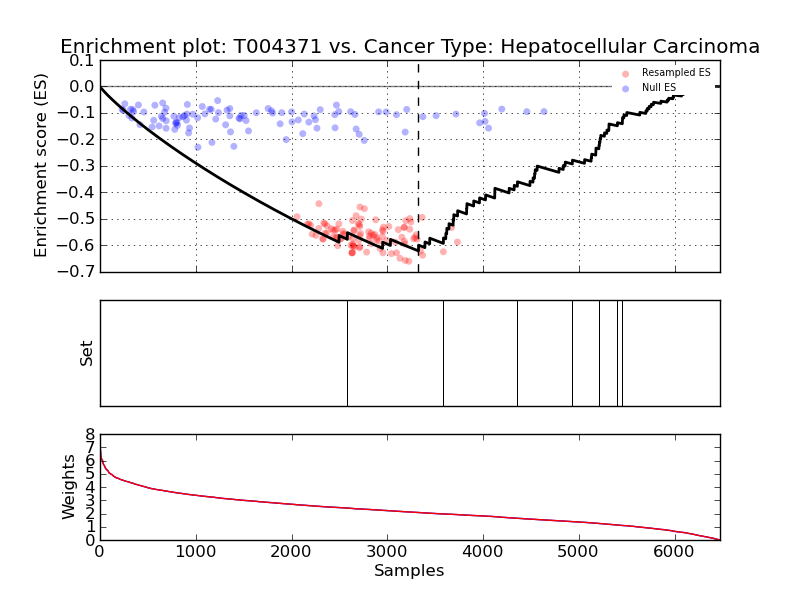 Enrichment plot: T004371 vs. Cancer Type: Hepatocellular Carcinoma
Enrichment score (ES)
0.1
0.0
−0.1
−0.2
−0.3
−0.4
−0.5
−0.6
−0.7
Resampled ES
Null ES
Set
Weights
8
7
6
5
4
3
2
1
0
0 1000 2000 3000 4000 5000 6000
Samples